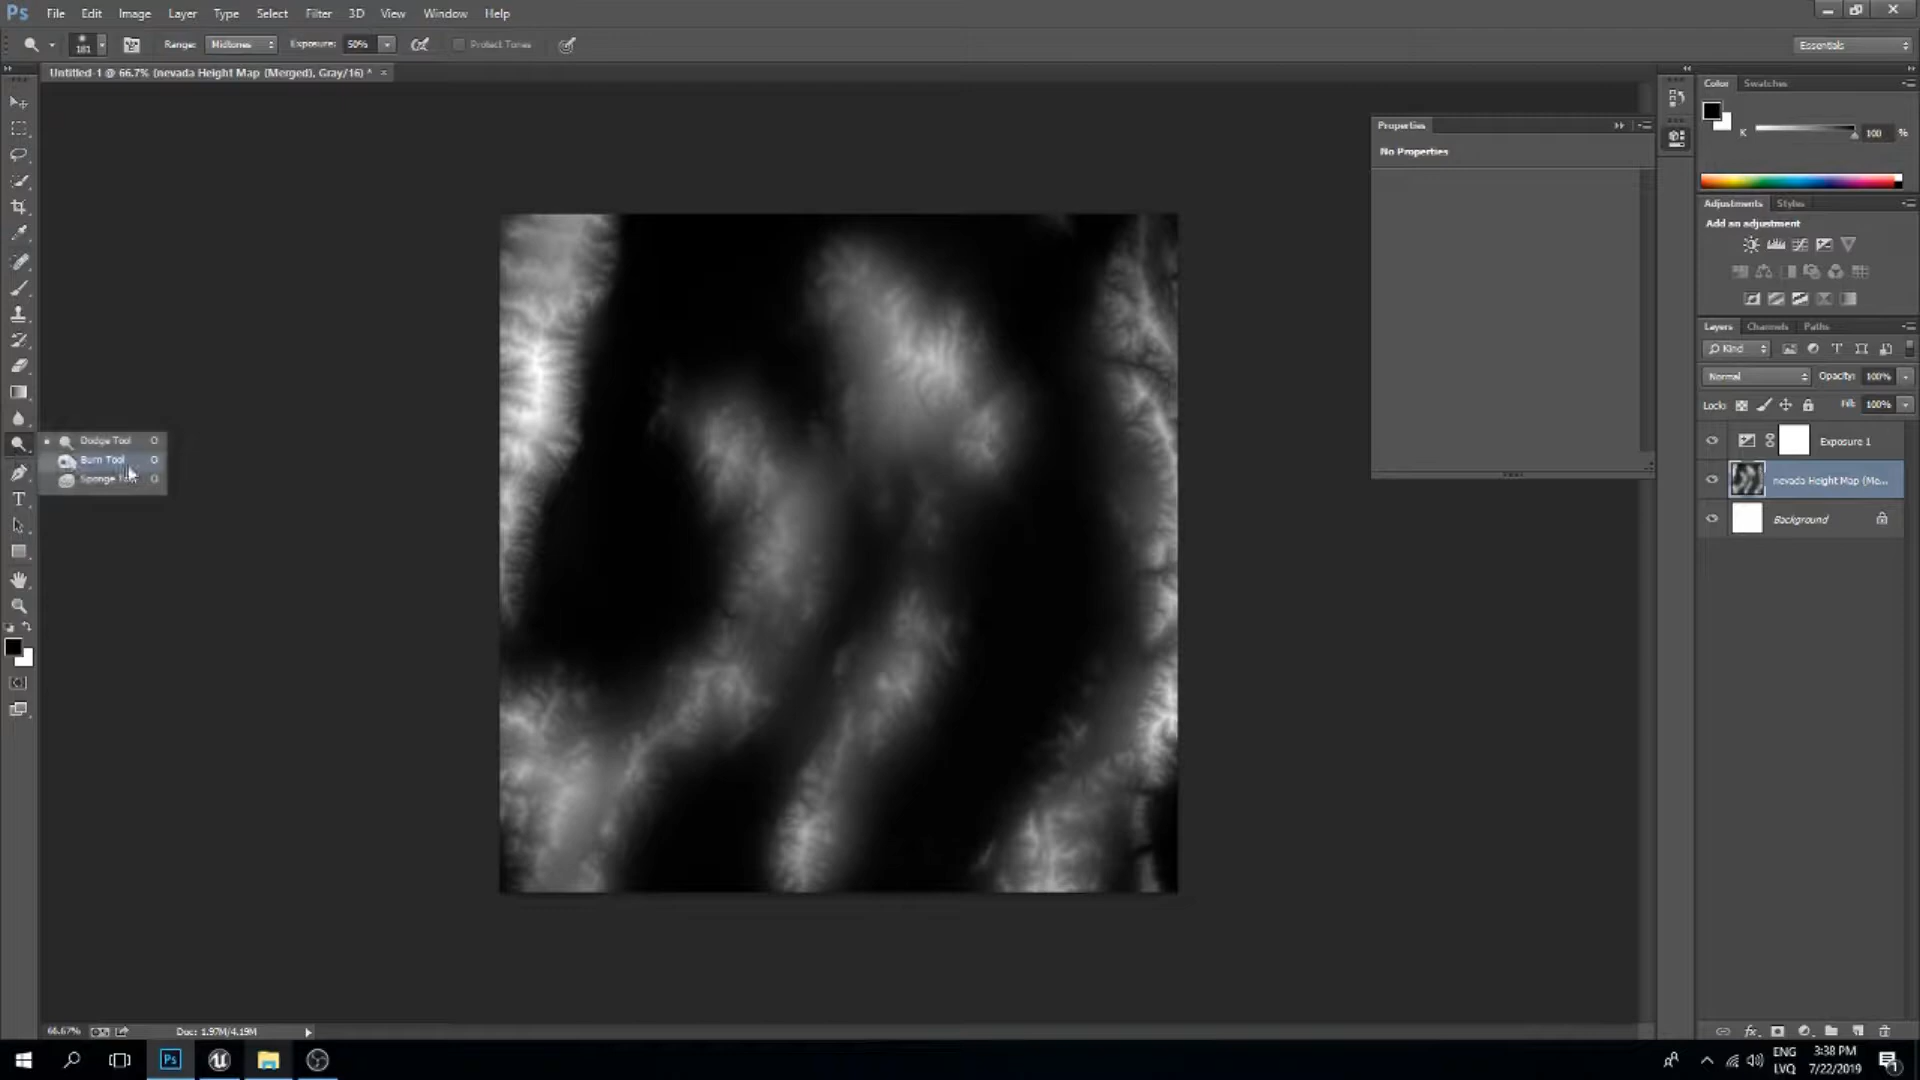 Ps File Edit Image Layer Type Select Filter 3D View Window Help
181 Range: Midtones Exposure: 50% Protect Tones Essentials
Untitled-1 @ 66.7% (nevada Height Map (Merged), Gray/16) * ×
Color Swatches
K 100 %
Properties
No Properties
Adjustments Styles
Add an adjustment
Layers Channels Paths
Kind
Normal Opacity: 100%
Lock: Fill: 100%
Exposure 1
nevada Height Map (Me...
Background
Dodge Tool O
Burn Tool O
Sponge O
T
66.67% Doc: 1.97M/4.19M
Ps
ENG
LVQ
3:38 PM
7/22/2019